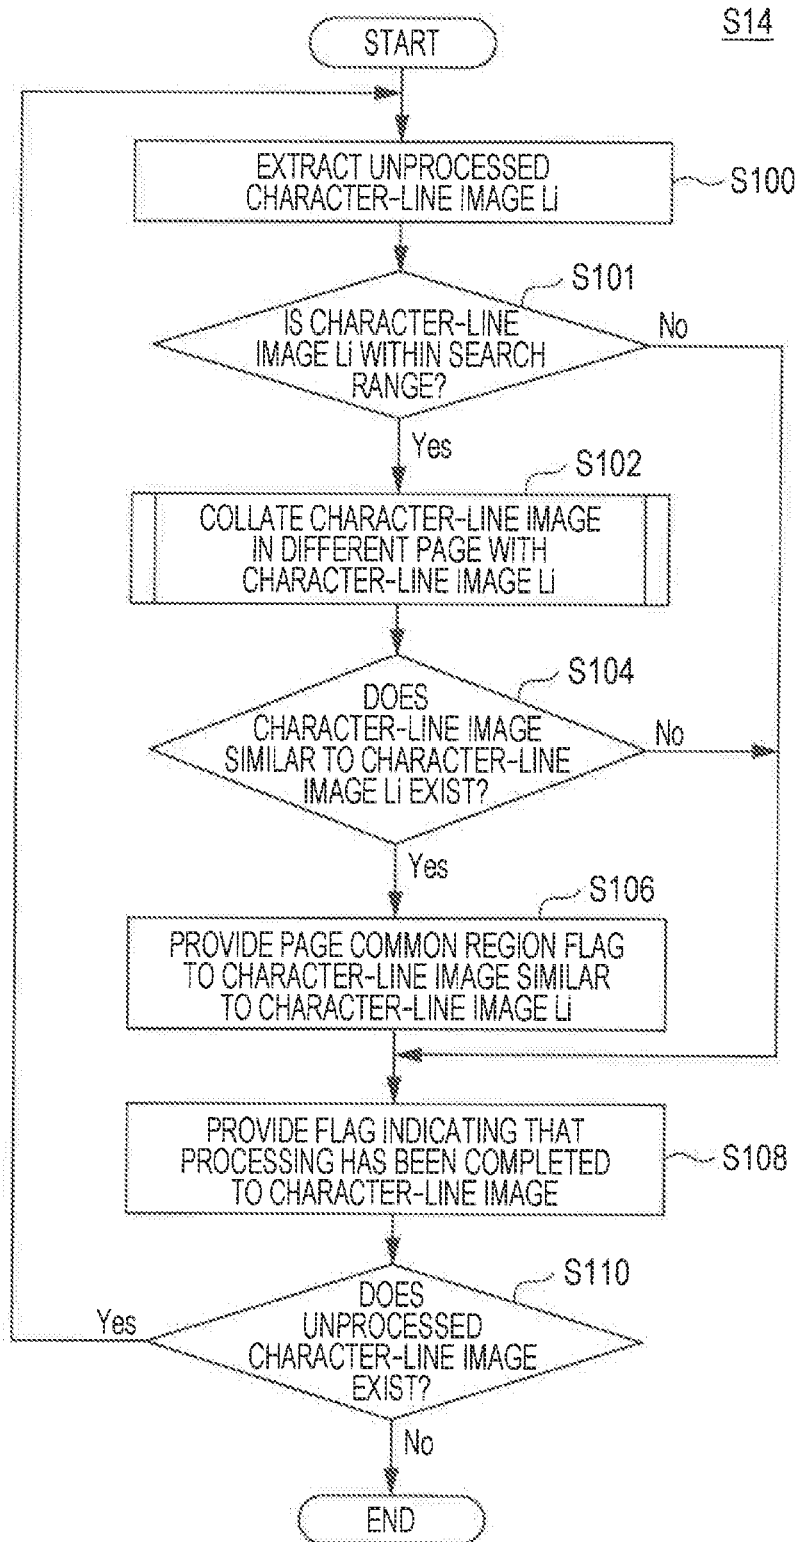 S14
START
EXTRACT UNPROCESSED
CHARACTER-LINE IMAGE Li
S100
S101
IS CHARACTER-LINE
IMAGE Li WITHIN SEARCH
RANGE?
No
Yes
S102
COLLATE CHARACTER-LINE IMAGE
IN DIFFERENT PAGE WITH
CHARACTER-LINE IMAGE Li
S104
DOES
CHARACTER-LINE IMAGE
SIMILAR TO CHARACTER-LINE
IMAGE Li EXIST?
No
Yes
S106
PROVIDE PAGE COMMON REGION FLAG
TO CHARACTER-LINE IMAGE SIMILAR
TO CHARACTER-LINE IMAGE Li
PROVIDE FLAG INDICATING THAT
PROCESSING HAS BEEN COMPLETED
TO CHARACTER-LINE IMAGE
S108
S110
DOES
UNPROCESSED
CHARACTER-LINE IMAGE
EXIST?
Yes
No
END